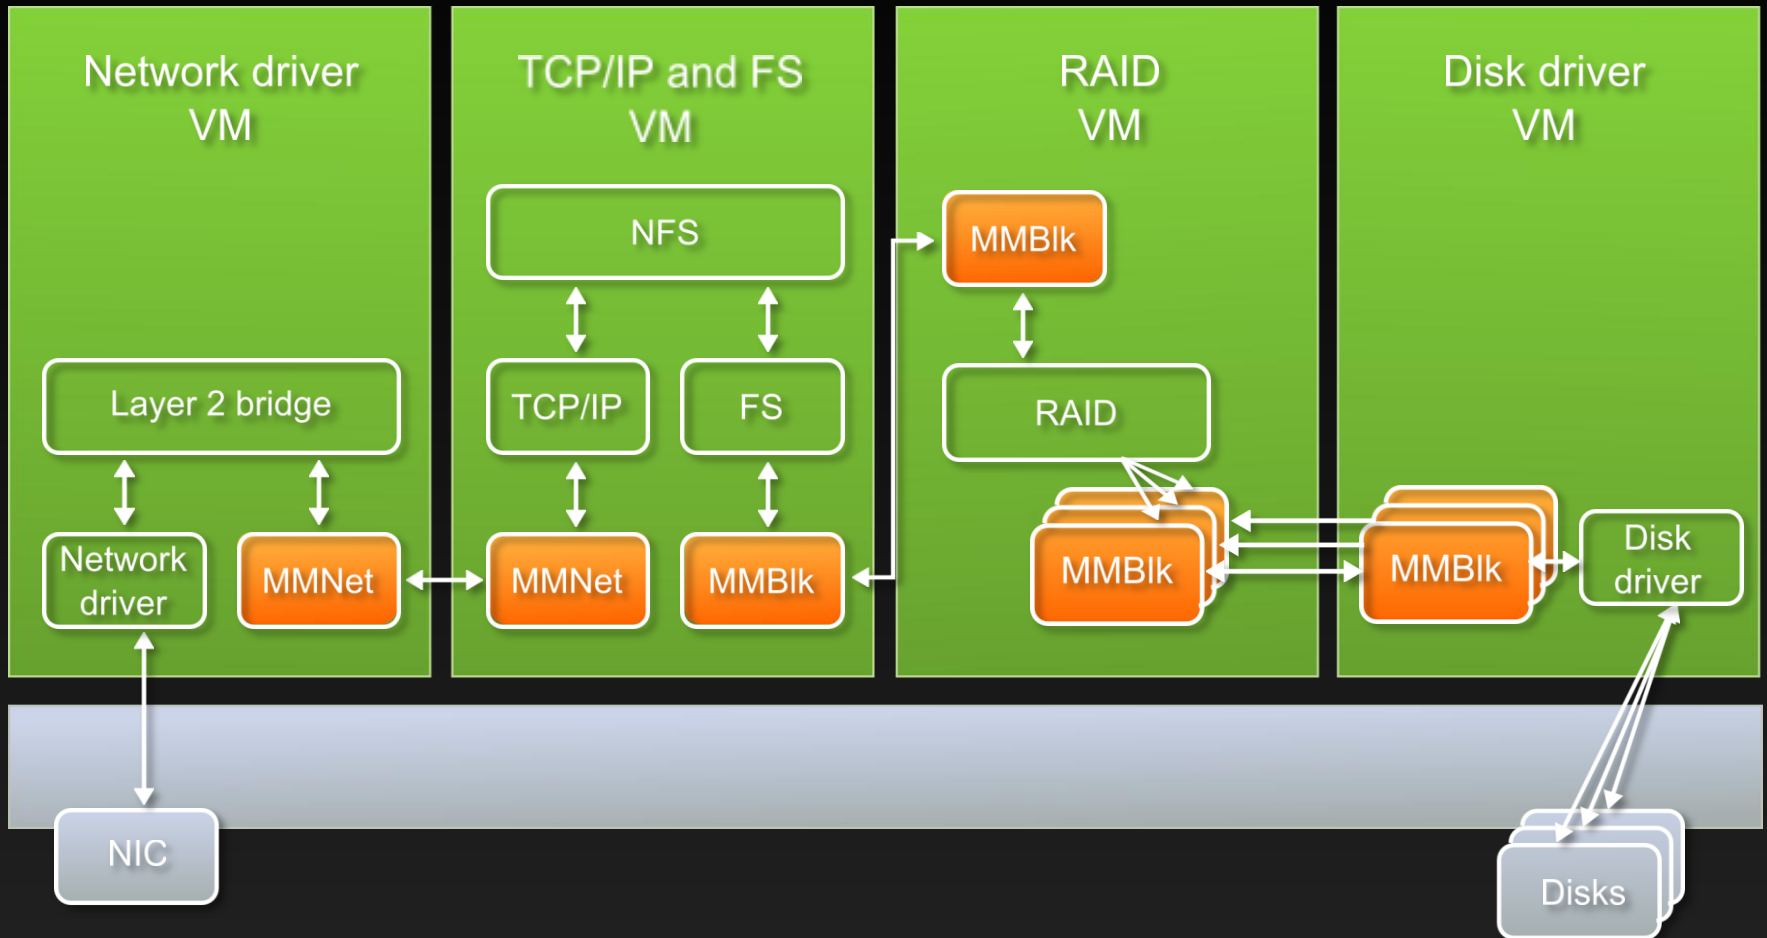 Network driver
VM
TCP/IP and FS
VM
RAID
VM
Disk driver
VM
NFS
MMBlk
Layer 2 bridge
TCP/IP
FS
RAID
Network
driver
MMNet
MMNet
MMBlk
MMBlk
MMBlk
Disk
driver
NIC
Disks